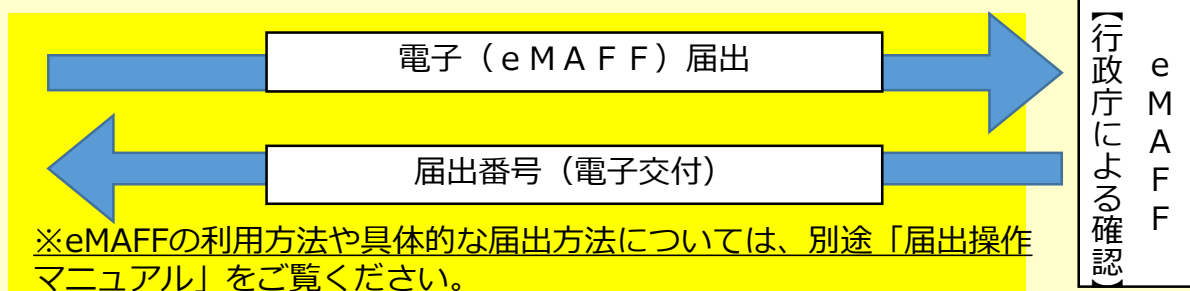 電子(eMAFF)届出
届出番号(電子交付)
※eMAFFの利用方法や具体的な届出方法については、別途「届出操作
マニュアル」をご覧ください。
eMAFF
【行政庁による確認】